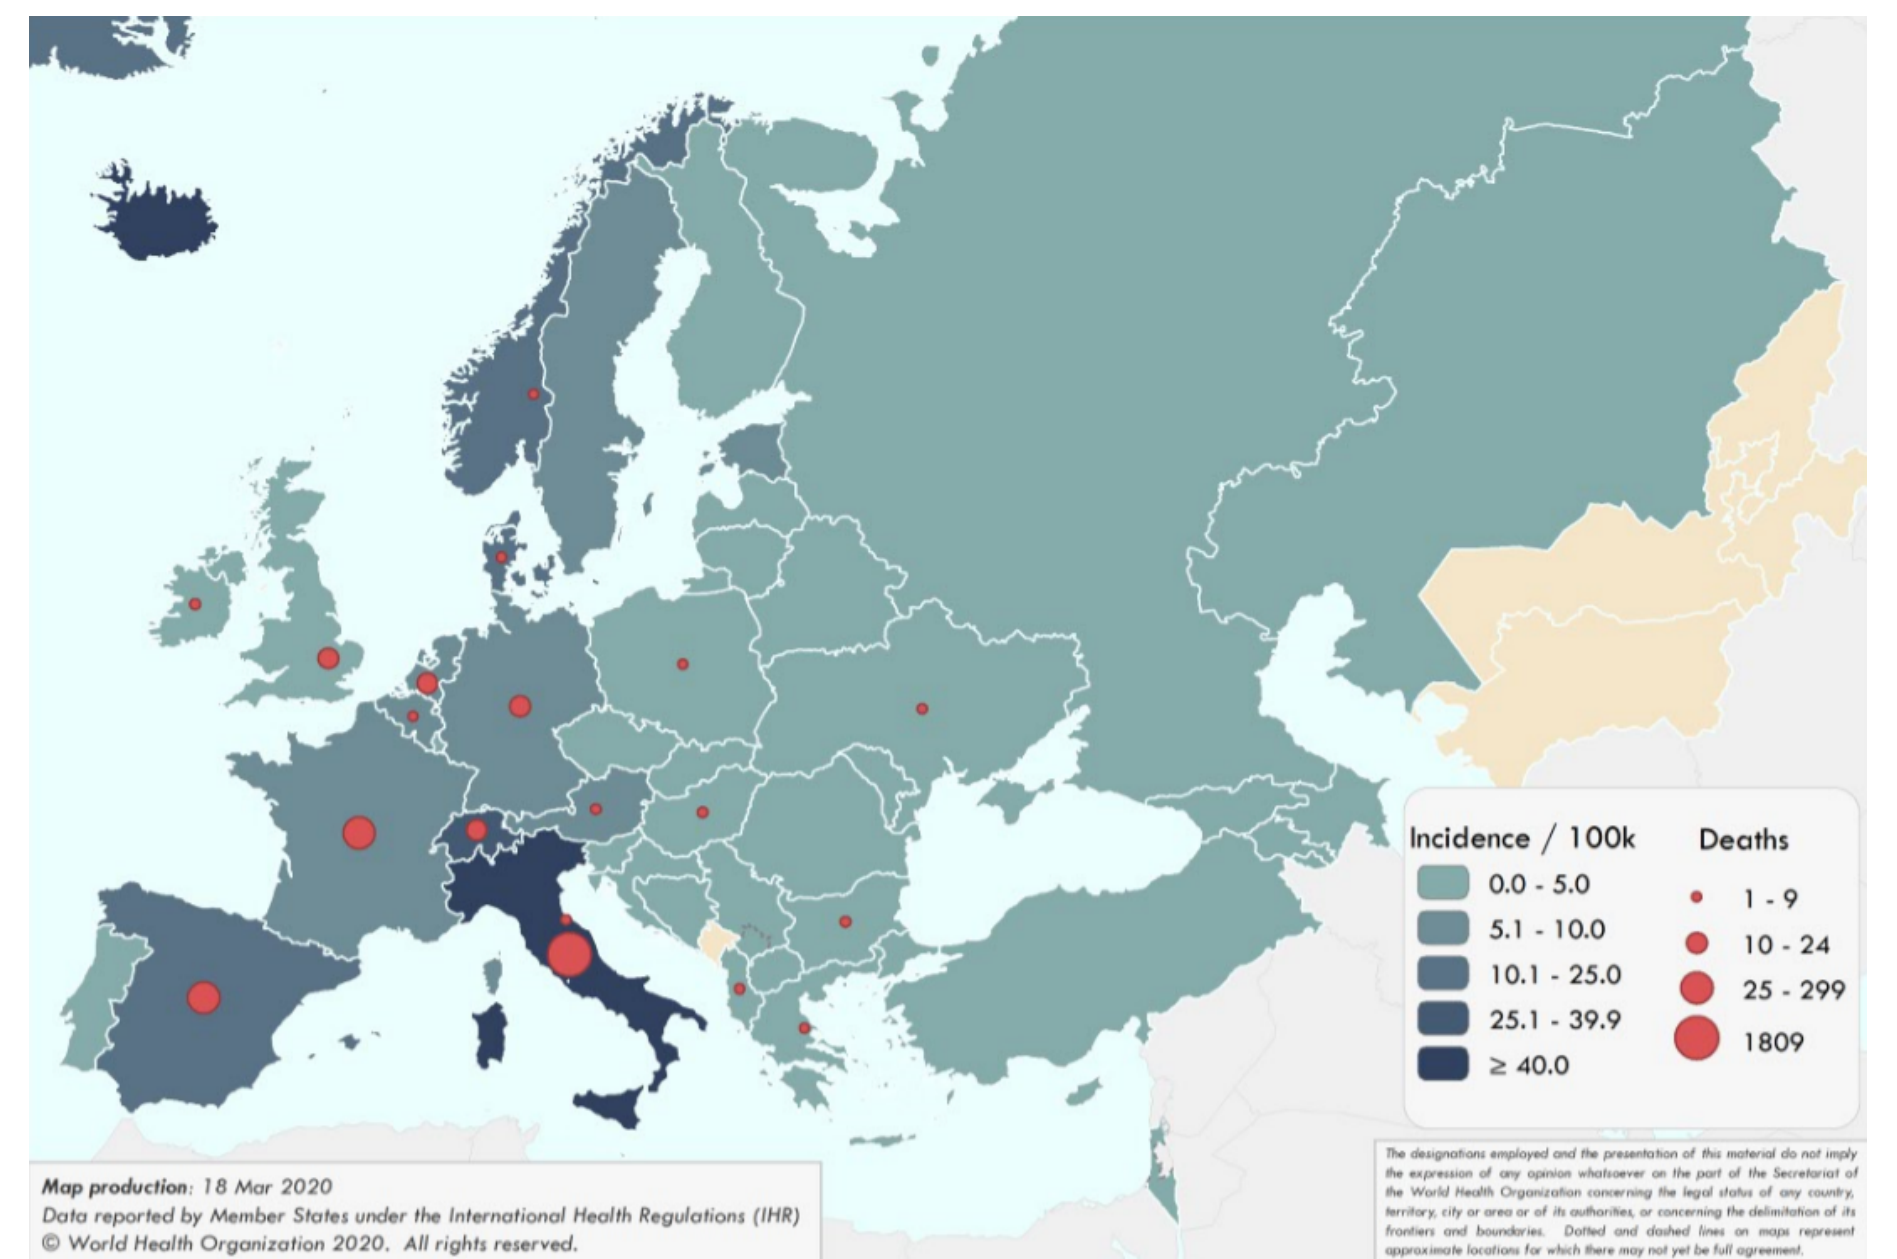 Incidence / 100k
0.0 - 5.0
5.1 - 10.0
10.1 - 25.0
25.1 - 39.9
≥ 40.0
Deaths
1 - 9
10 - 24
25 - 299
1809
Map production: 18 Mar 2020
Data reported by Member States under the International Health Regulations (IHR)
© World Health Organization 2020. All rights reserved.
The designations employed and the presentation of this material do not imply
the expression of any opinion whatsoever on the part of the Secretariat of
the World Health Organization concerning the legal status of any country,
territory, city or area or of its authorities, or concerning the delimitation of its
frontiers and boundaries. Dotted and dashed lines on maps represent
approximate locations for which there may not yet be full agreement.